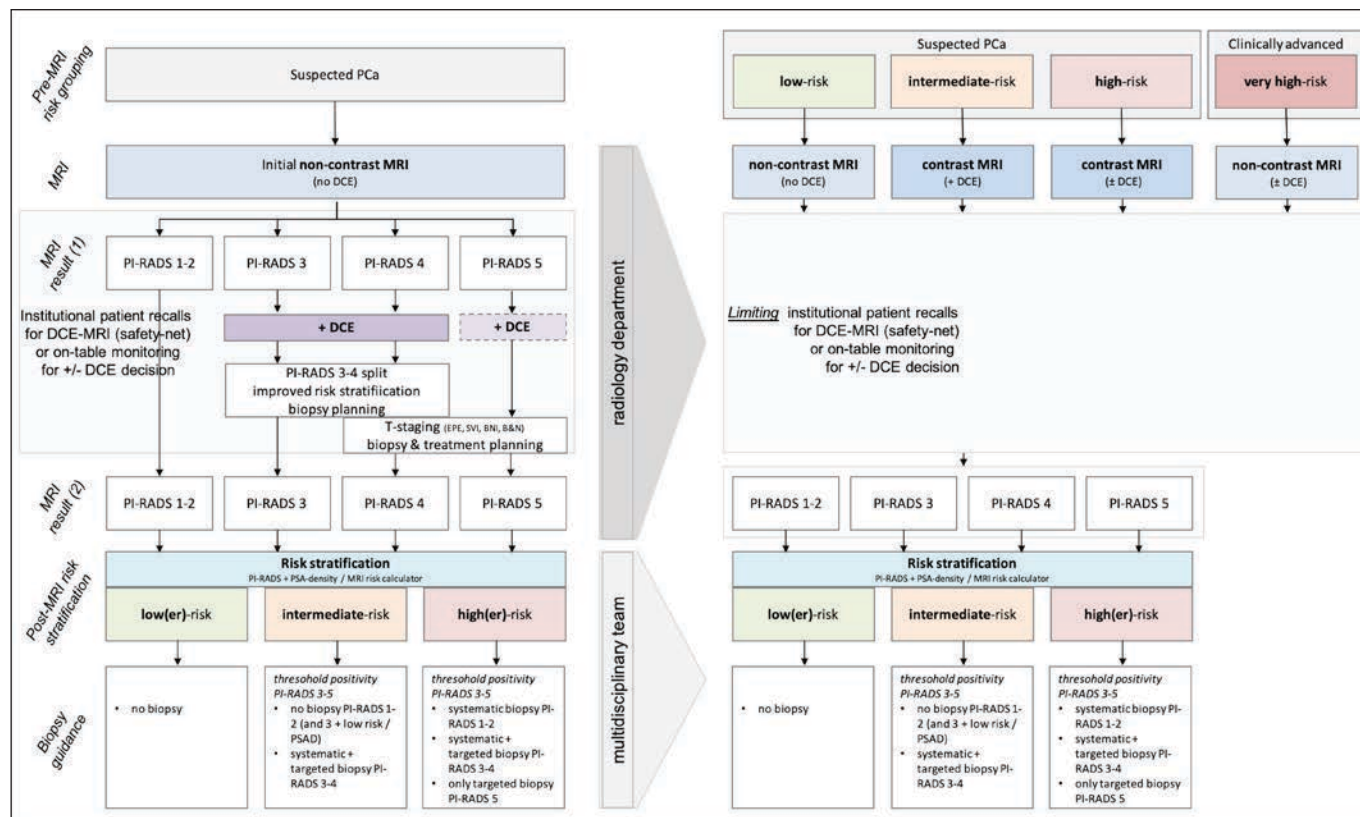 Pre-MRI
risk grouping
Suspected PCa
MRI
Initial non-contrast MRI
(no DCE)
MRI
result (1)
PI-RADS 1-2
PI-RADS 3
PI-RADS 4
PI-RADS 5
Institutional patient recalls
for DCE-MRI (safety-net)
or on-table monitoring
for +/- DCE decision
+ DCE
+ DCE
PI-RADS 3-4 split
improved risk stratifiication
biopsy planning
T-staging (EPE, SVI, BNI, B&N)
biopsy & treatment planning
MRI
result (2)
PI-RADS 1-2
PI-RADS 3
PI-RADS 4
PI-RADS 5
Post-MRI risk
stratification
Risk stratification
PI-RADS + PSA-density / MRI risk calculator
low(er)-risk
intermediate-risk
high(er)-risk
Biopsy
guidance
• no biopsy
thresohold positivity
PI-RADS 3-5
• no biopsy PI-RADS 1-
2 (and 3 + low risk /
PSAD)
• systematic +
targeted biopsy PI-
RADS 3-4
thresohold positivity
PI-RADS 3-5
• systematic biopsy PI-
RADS 1-2
• systematic +
targeted biopsy PI-
RADS 3-4
• only targeted biopsy
PI-RADS 5
radiology department
multidisciplinary team
Suspected PCa
Clinically advanced
low-risk
intermediate-risk
high-risk
very high-risk
non-contrast MRI
(no DCE)
contrast MRI
(+ DCE)
contrast MRI
(± DCE)
non-contrast MRI
(± DCE)
Limiting institutional patient recalls
for DCE-MRI (safety-net)
or on-table monitoring
for +/- DCE decision
PI-RADS 1-2
PI-RADS 3
PI-RADS 4
PI-RADS 5
Risk stratification
PI-RADS + PSA-density / MRI risk calculator
low(er)-risk
intermediate-risk
high(er)-risk
• no biopsy
thresohold positivity
PI-RADS 3-5
• no biopsy PI-RADS 1-
2 (and 3 + low risk /
PSAD)
• systematic +
targeted biopsy PI-
RADS 3-4
thresohold positivity
PI-RADS 3-5
• systematic biopsy PI-
RADS 1-2
• systematic +
targeted biopsy PI-
RADS 3-4
• only targeted biopsy
PI-RADS 5